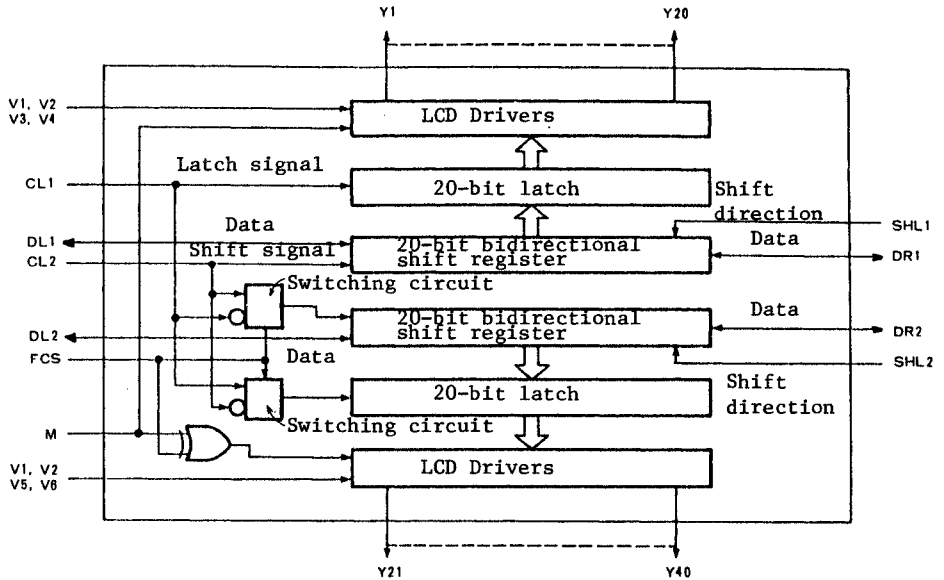 Y1 Y20
V1, V2
V3, V4
LCD Drivers
Latch signal
CL1
20-bit latch
Shift
direction
SHL1
Data
DL1
20-bit bidirectional
shift register
Data
DR1
Shift signal
CL2
Switching circuit
20-bit bidirectional
shift register
Data
DR2
DL2
FCS
Data
SHL2
20-bit latch
Shift
direction
Switching circuit
M
LCD Drivers
V1, V2
V5, V6
Y21 Y40